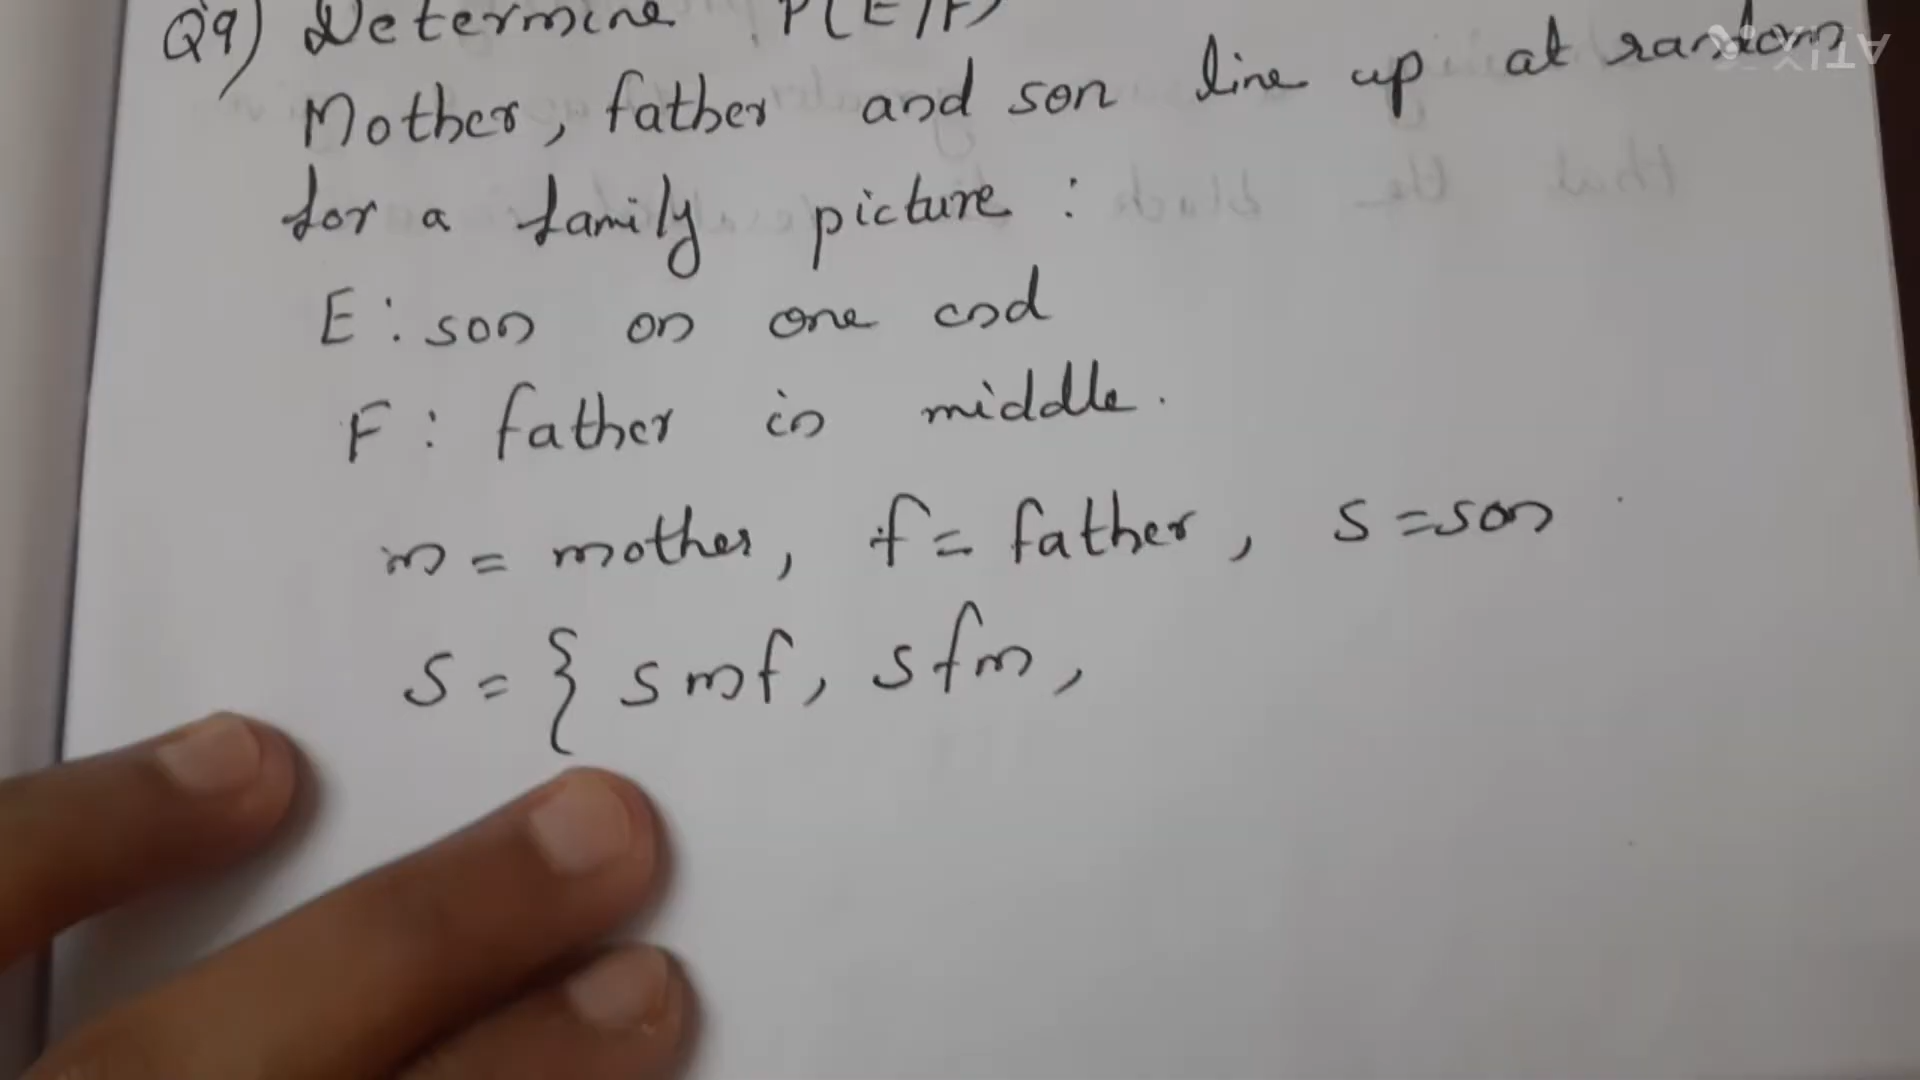 Q9) Determine P(E/F)
Mother, father and son line up at random
for a family picture :
E : son on one end
F : father in middle.
m = mother, f = father, s = son
S = { smf, sfm,